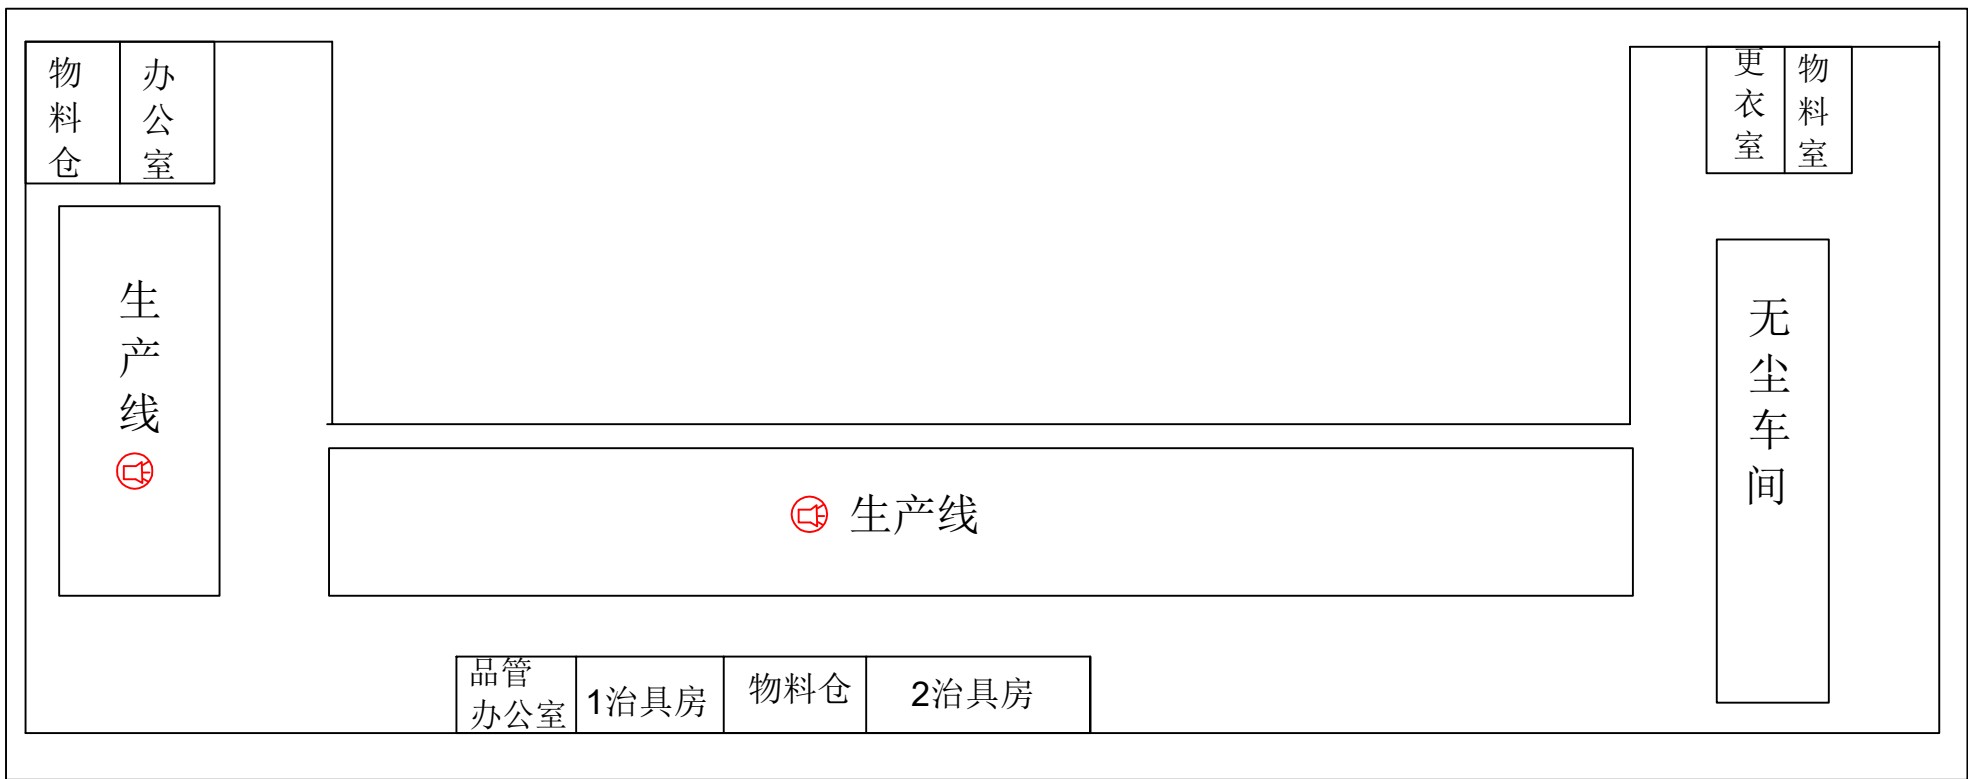 物料仓
办公室
更衣室
物料室
生产线
无尘车间
生产线
品管
办公室
1治具房
物料仓
2治具房